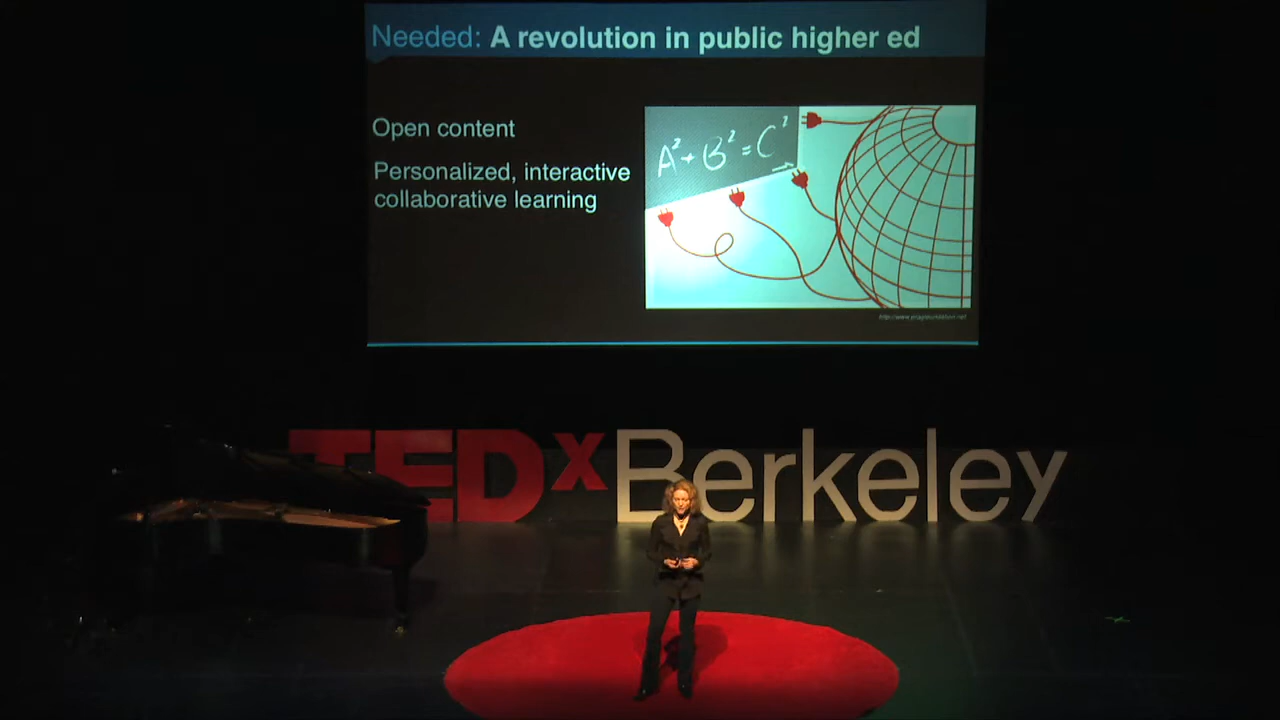 Needed: A revolution in public higher ed
Open content
Personalized, interactive
collaborative learning
A² + B² = C²
TEDxBerkeley